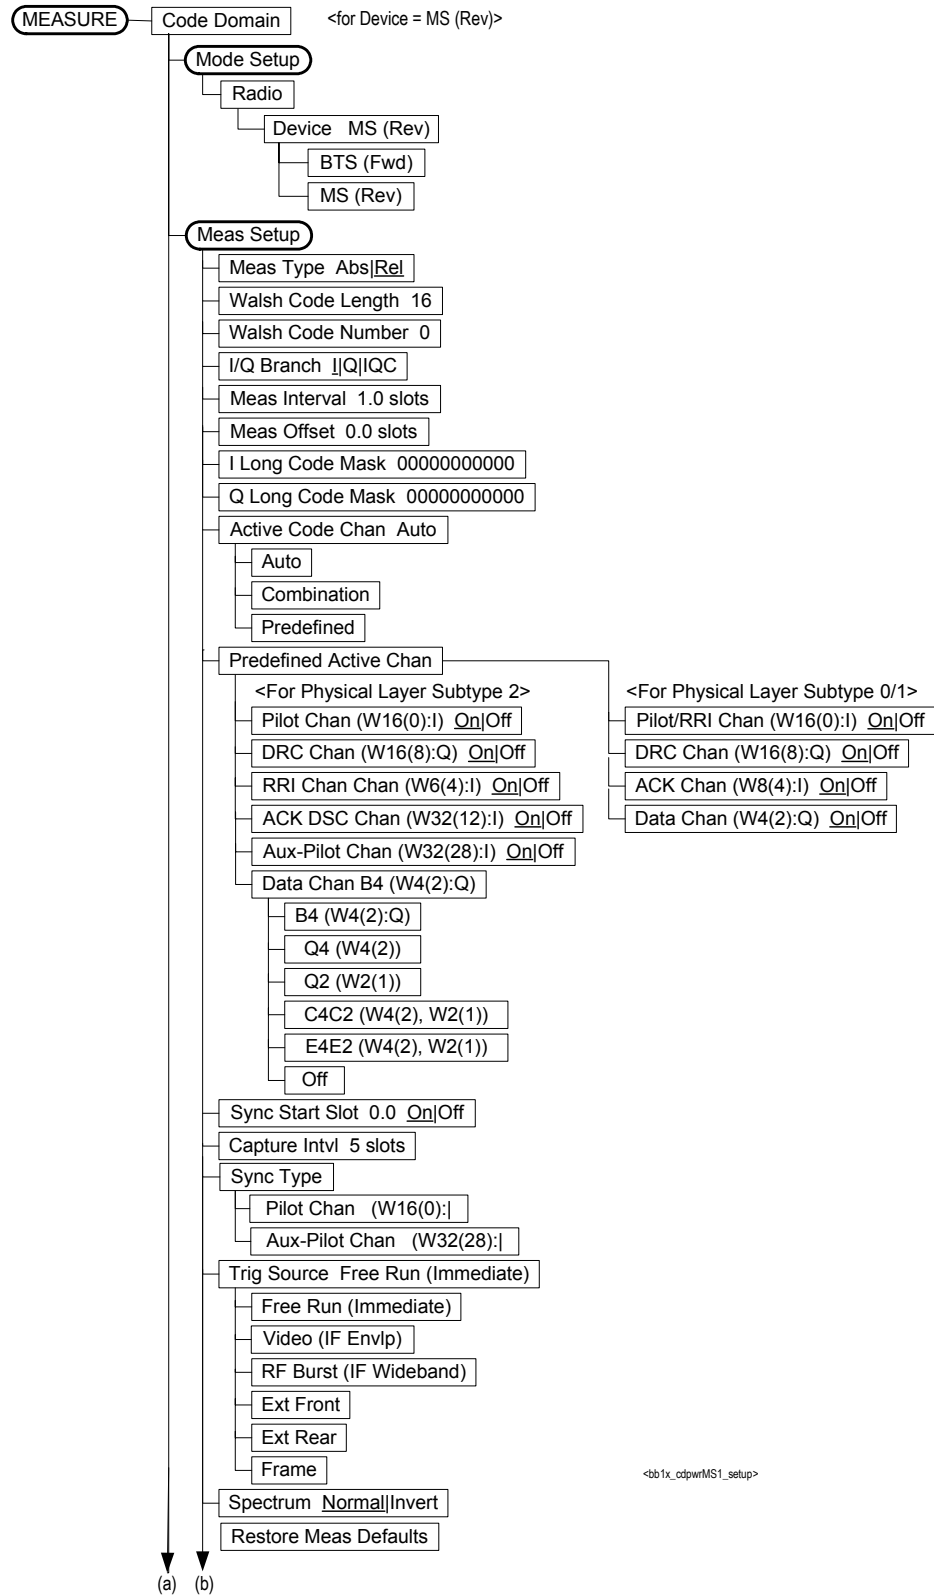 MEASURE Code Domain <for Device = MS (Rev)>
Mode Setup
Radio
Device MS (Rev)
BTS (Fwd)
MS (Rev)
Meas Setup
Meas Type Abs|Rel
Walsh Code Length 16
Walsh Code Number 0
I/Q Branch I|Q|IQC
Meas Interval 1.0 slots
Meas Offset 0.0 slots
I Long Code Mask 00000000000
Q Long Code Mask 00000000000
Active Code Chan Auto
Auto
Combination
Predefined
Predefined Active Chan
<For Physical Layer Subtype 2>
Pilot Chan (W16(0):I) On|Off
DRC Chan (W16(8):Q) On|Off
RRI Chan Chan (W6(4):I) On|Off
ACK DSC Chan (W32(12):I) On|Off
Aux-Pilot Chan (W32(28):I) On|Off
Data Chan B4 (W4(2):Q)
B4 (W4(2):Q)
Q4 (W4(2))
Q2 (W2(1))
C4C2 (W4(2), W2(1))
E4E2 (W4(2), W2(1))
Off
<For Physical Layer Subtype 0/1>
Pilot/RRI Chan (W16(0):I) On|Off
DRC Chan (W16(8):Q) On|Off
ACK Chan (W8(4):I) On|Off
Data Chan (W4(2):Q) On|Off
Sync Start Slot 0.0 On|Off
Capture Intvl 5 slots
Sync Type
Pilot Chan (W16(0):|
Aux-Pilot Chan (W32(28):|
Trig Source Free Run (Immediate)
Free Run (Immediate)
Video (IF Envlp)
RF Burst (IF Wideband)
Ext Front
Ext Rear
Frame
<bb1x_cdpwrMS1_setup>
Spectrum Normal|Invert
Restore Meas Defaults
(a) (b)